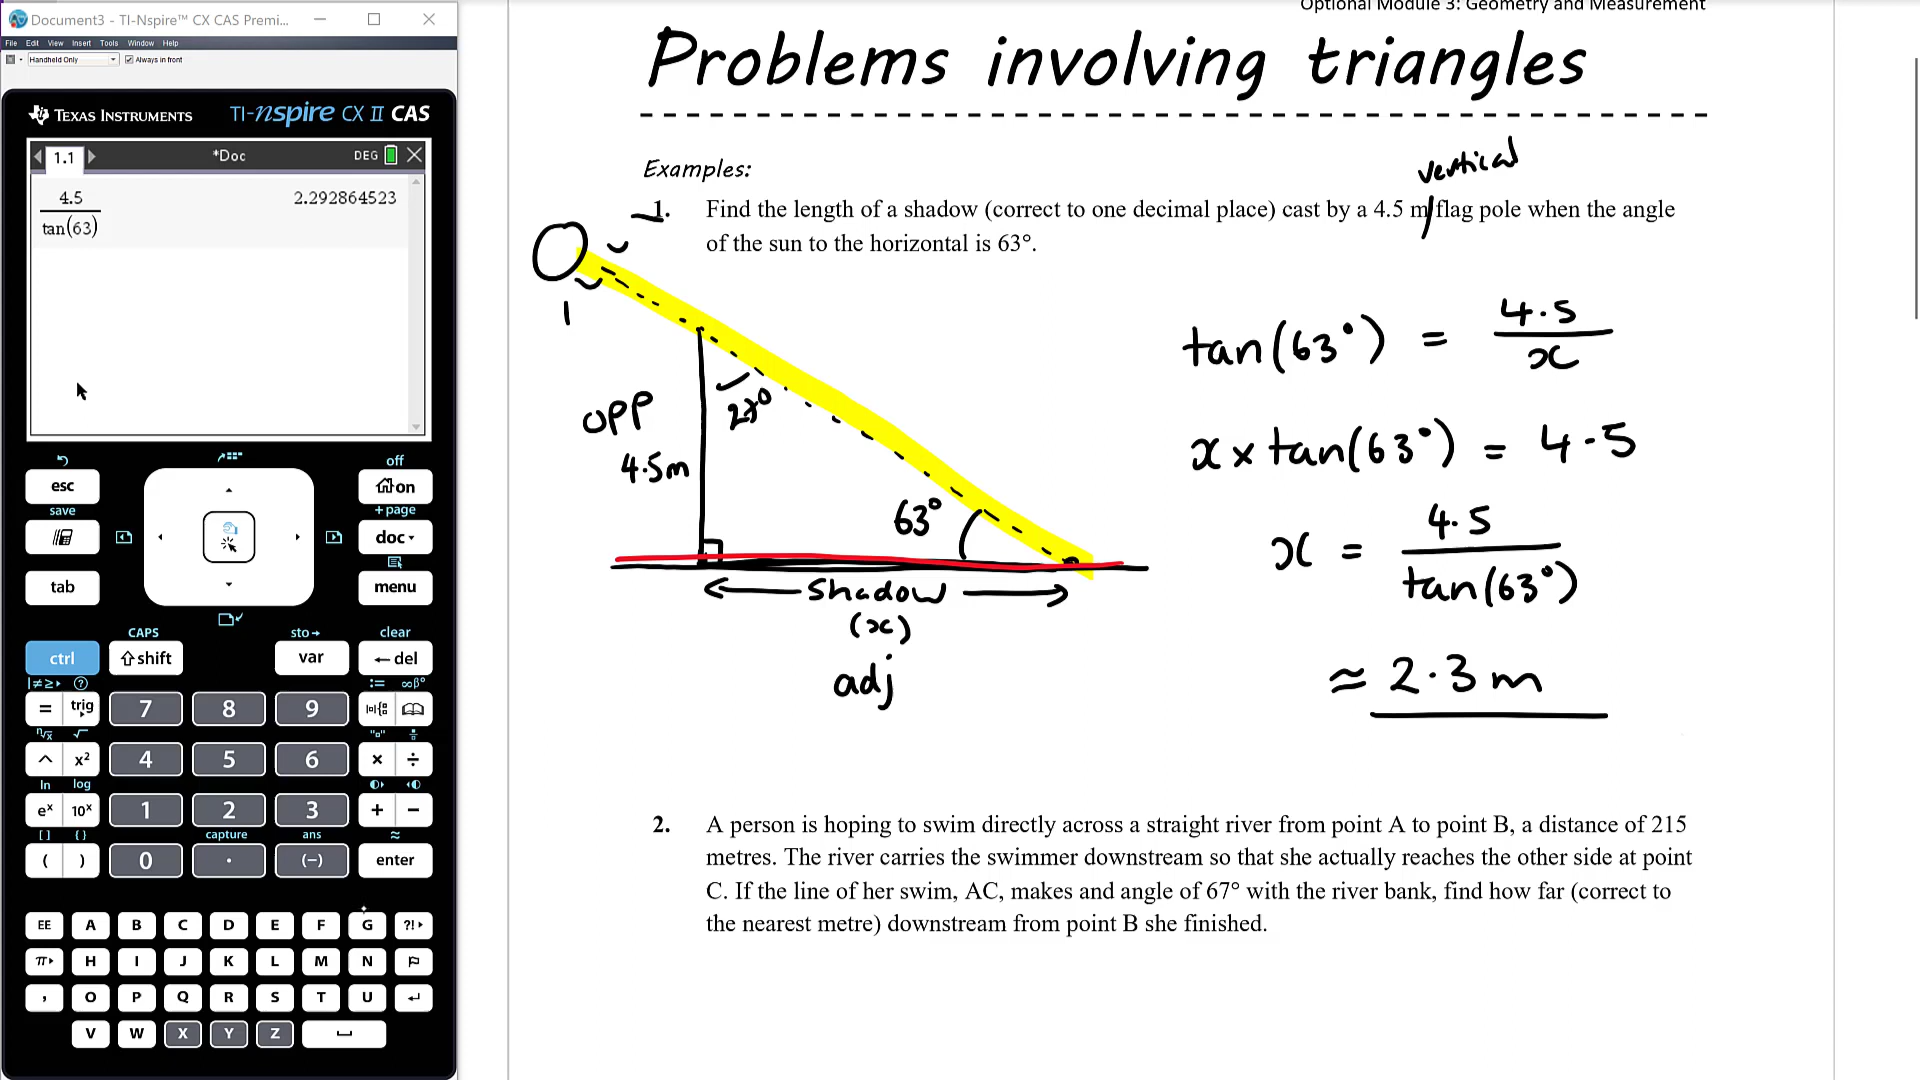 Document3 - TI-Nspire™ CX CAS Premi...
File Edit View Insert Tools Window Help
Handheld Only
Always in front
TEXAS INSTRUMENTS TI-nspire CX II CAS
1.1 *Doc DEG
4.5
tan(63)
2.292864523
off
esc on
save +page
doc
tab menu
CAPS sto→ clear
ctrl shift var ←del
|≠≥▸ ? := ∞β°
= trig 7 8 9
ⁿ√x √ "◦"
^ x² 4 5 6 × ÷
ln log
eˣ 10ˣ 1 2 3 + −
[ ] { } capture ans ≈
( ) 0 . (−) enter
EE A B C D E F G ?!▸
π▸ H I J K L M N
, O P Q R S T U
V W X Y Z
Optional Module 3: Geometry and Measurement
Problems involving triangles
Examples:
vertical
1. Find the length of a shadow (correct to one decimal place) cast by a 4.5 m flag pole when the angle
of the sun to the horizontal is 63°.
opp
4.5m
27°
63°
Shadow
(x)
adj
tan(63°) = 4.5
x
x × tan(63°) = 4.5
x = 4.5
tan(63°)
≈ 2.3 m
2. A person is hoping to swim directly across a straight river from point A to point B, a distance of 215
metres. The river carries the swimmer downstream so that she actually reaches the other side at point
C. If the line of her swim, AC, makes and angle of 67° with the river bank, find how far (correct to
the nearest metre) downstream from point B she finished.